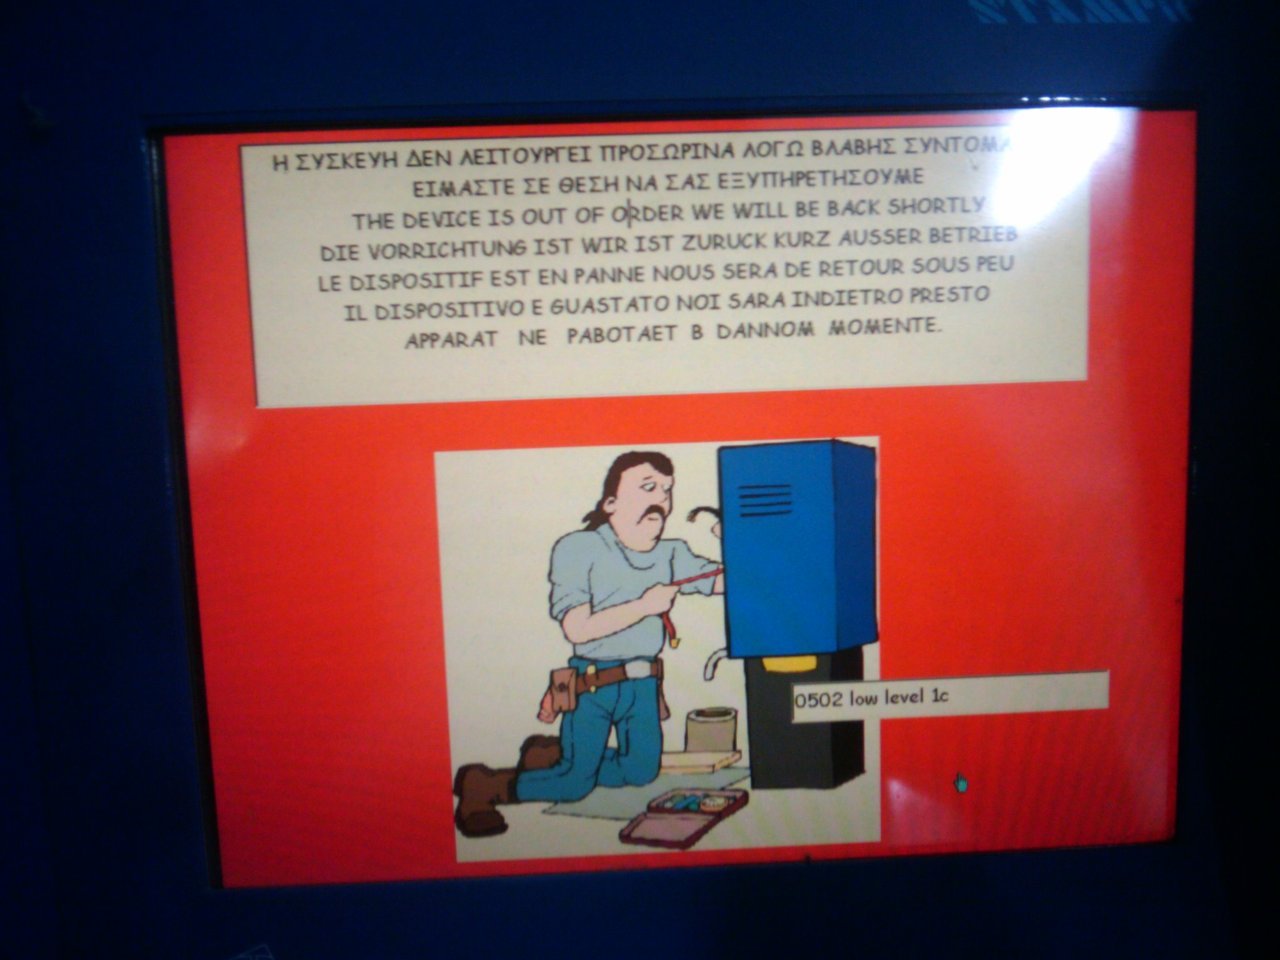 Η ΣΥΣΚΕΥΗ ΔΕΝ ΛΕΙΤΟΥΡΓΕΙ ΠΡΟΣΩΡΙΝΑ ΛΟΓΩ ΒΛΑΒΗΣ ΣΥΝΤΟΜΑ
ΕΙΜΑΣΤΕ ΣΕ ΘΕΣΗ ΝΑ ΣΑΣ ΕΞΥΠΗΡΕΤΗΣΟΥΜΕ
THE DEVICE IS OUT OF ORDER WE WILL BE BACK SHORTLY
DIE VORRICHTUNG IST WIR IST ZURUCK KURZ AUSSER BETRIEB
LE DISPOSITIF EST EN PANNE NOUS SERA DE RETOUR SOUS PEU
IL DISPOSITIVO E GUASTATO NOI SARA INDIETRO PRESTO
APPARAT NE PABOTAET B DANNOM MOMENTE.
0502 low level 1c